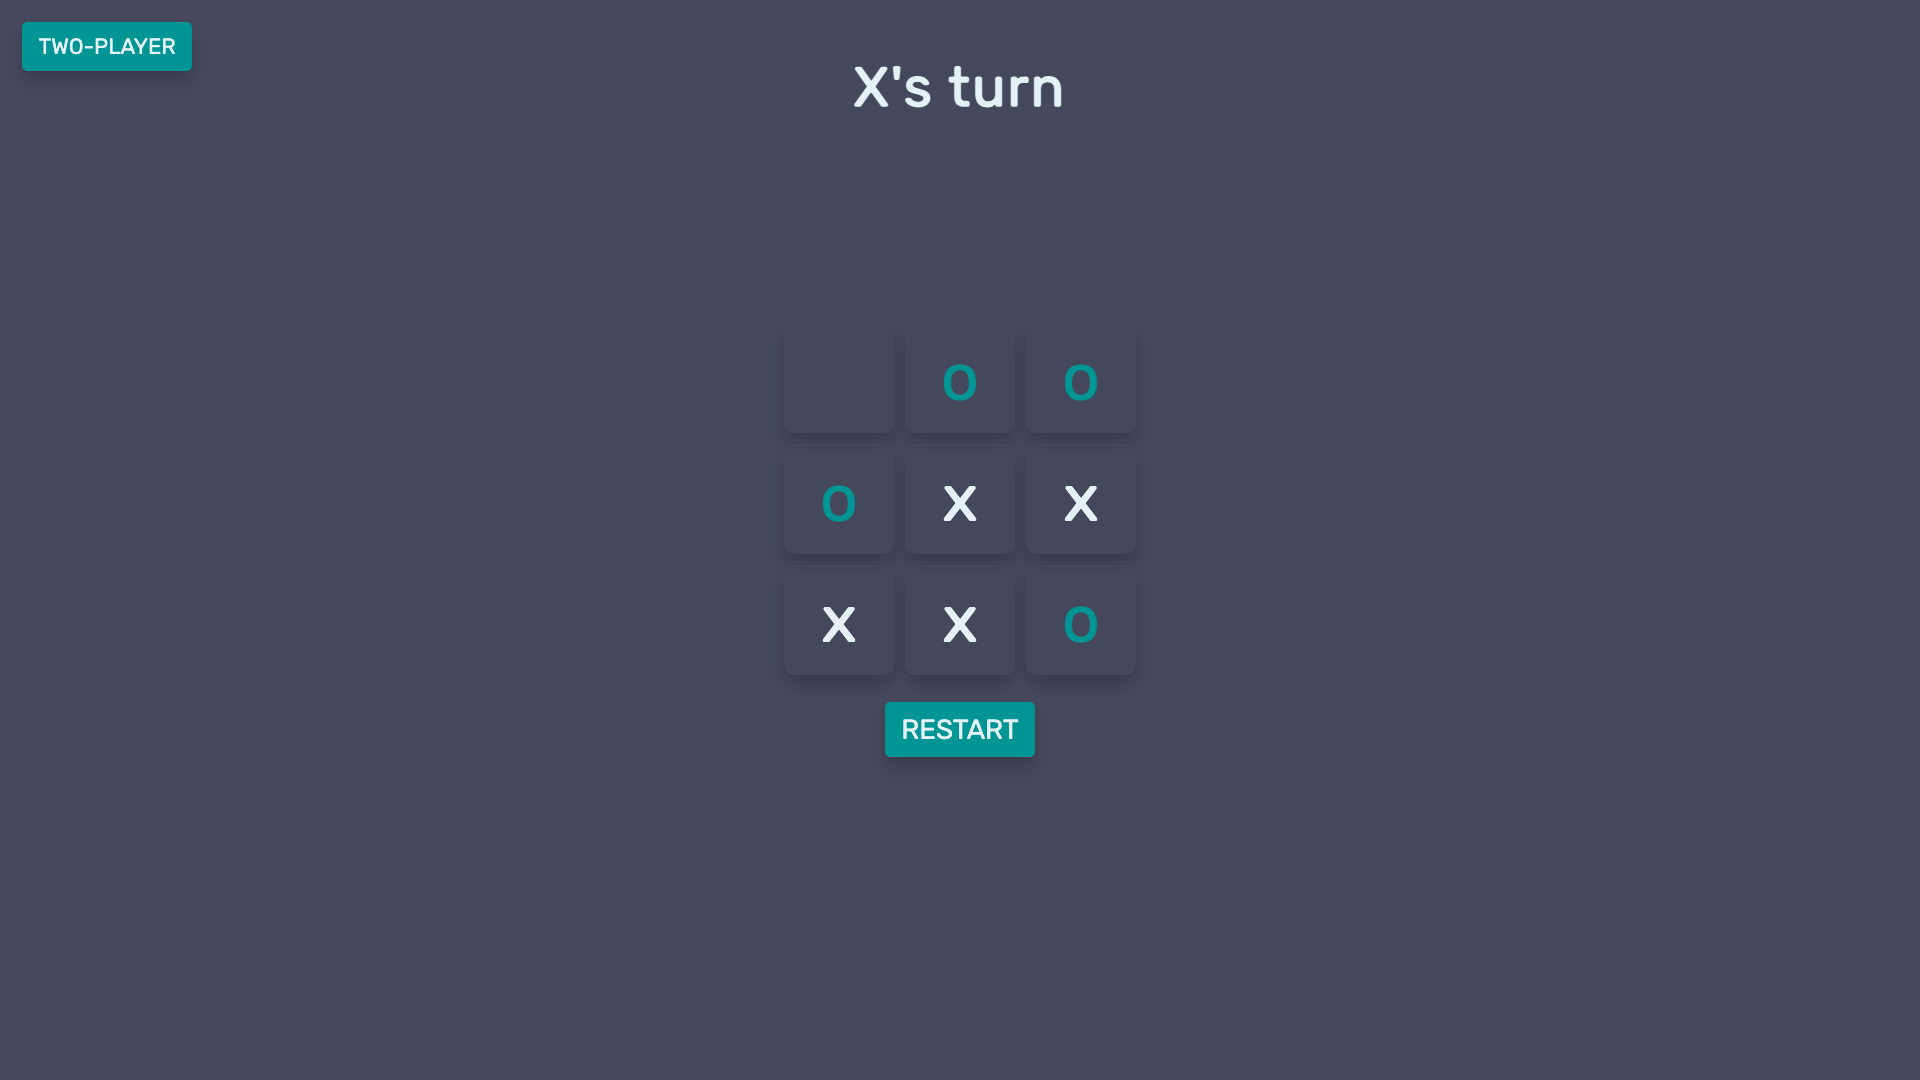 TWO-PLAYER
X's turn
O O
O X X
X X O
RESTART